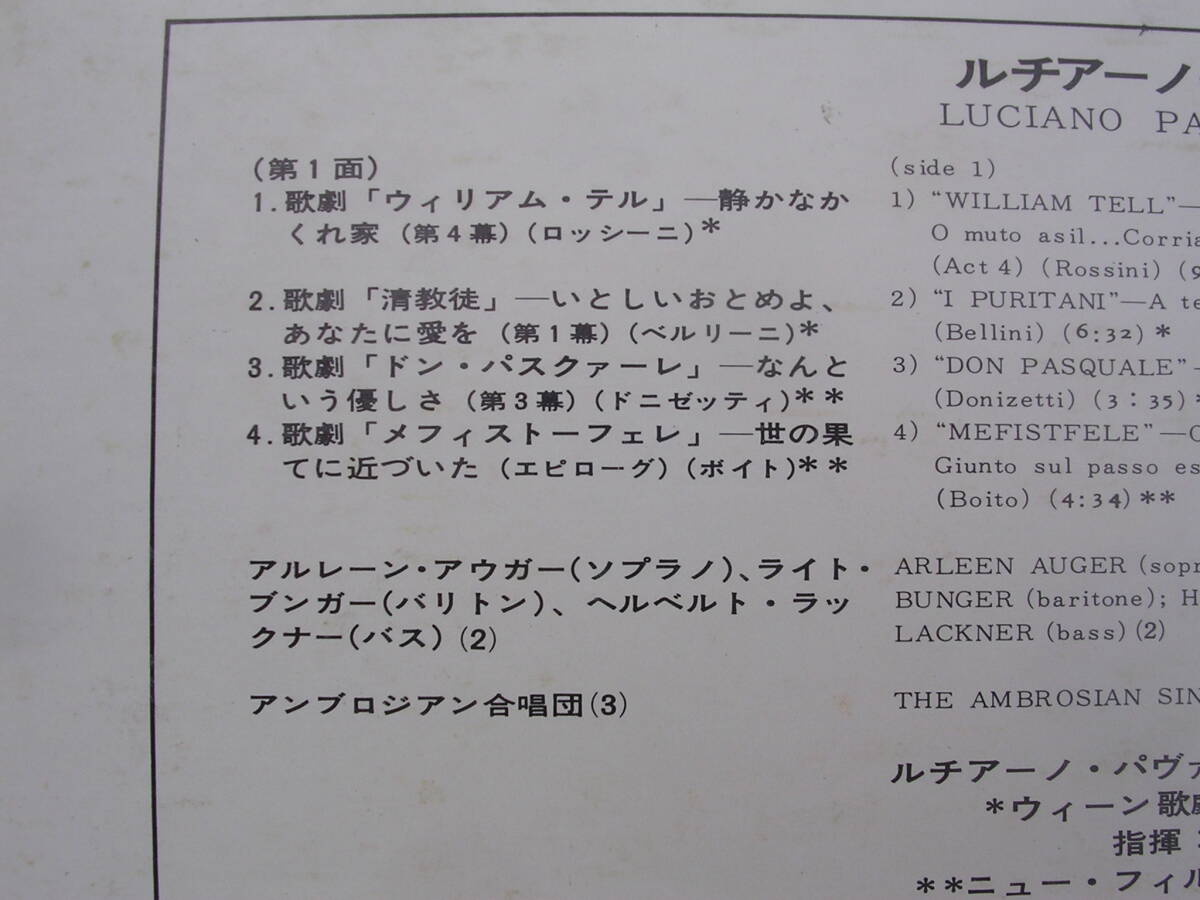 ルチアーノ
LUCIANO PA
(第1面)
1. 歌劇「ウィリアム・テル」―静かなか
くれ家 (第4幕) (ロッシーニ)*
2. 歌劇「清教徒」―いとしいおとめよ、
あなたに愛を (第1幕) (ベルリーニ)*
3. 歌劇「ドン・パスクァーレ」―なんと
いう優しさ (第3幕) (ドニゼッティ)**
4. 歌劇「メフィストーフェレ」―世の果
てに近づいた (エピローグ) (ボイト)**
アルレーン・アウガー(ソプラノ)、ライト・
ブンガー(バリトン)、ヘルベルト・ラッ
クナー(バス) (2)
アンブロジアン合唱団(3)
(side 1)
1) “WILLIAM TELL”—
O muto asil...Corria
(Act 4) (Rossini) (9
2) “I PURITANI”—A te
(Bellini) (6:32) *
3) “DON PASQUALE”-
(Donizetti) (3:35) *
4) “MEFISTFELE”—C
Giunto sul passo es
(Boito) (4:34) **
ARLEEN AUGER (sopr
BUNGER (baritone); H
LACKNER (bass) (2)
THE AMBROSIAN SIN
ルチアーノ・パヴァ
*ウィーン歌劇
指揮
**ニュー・フィル